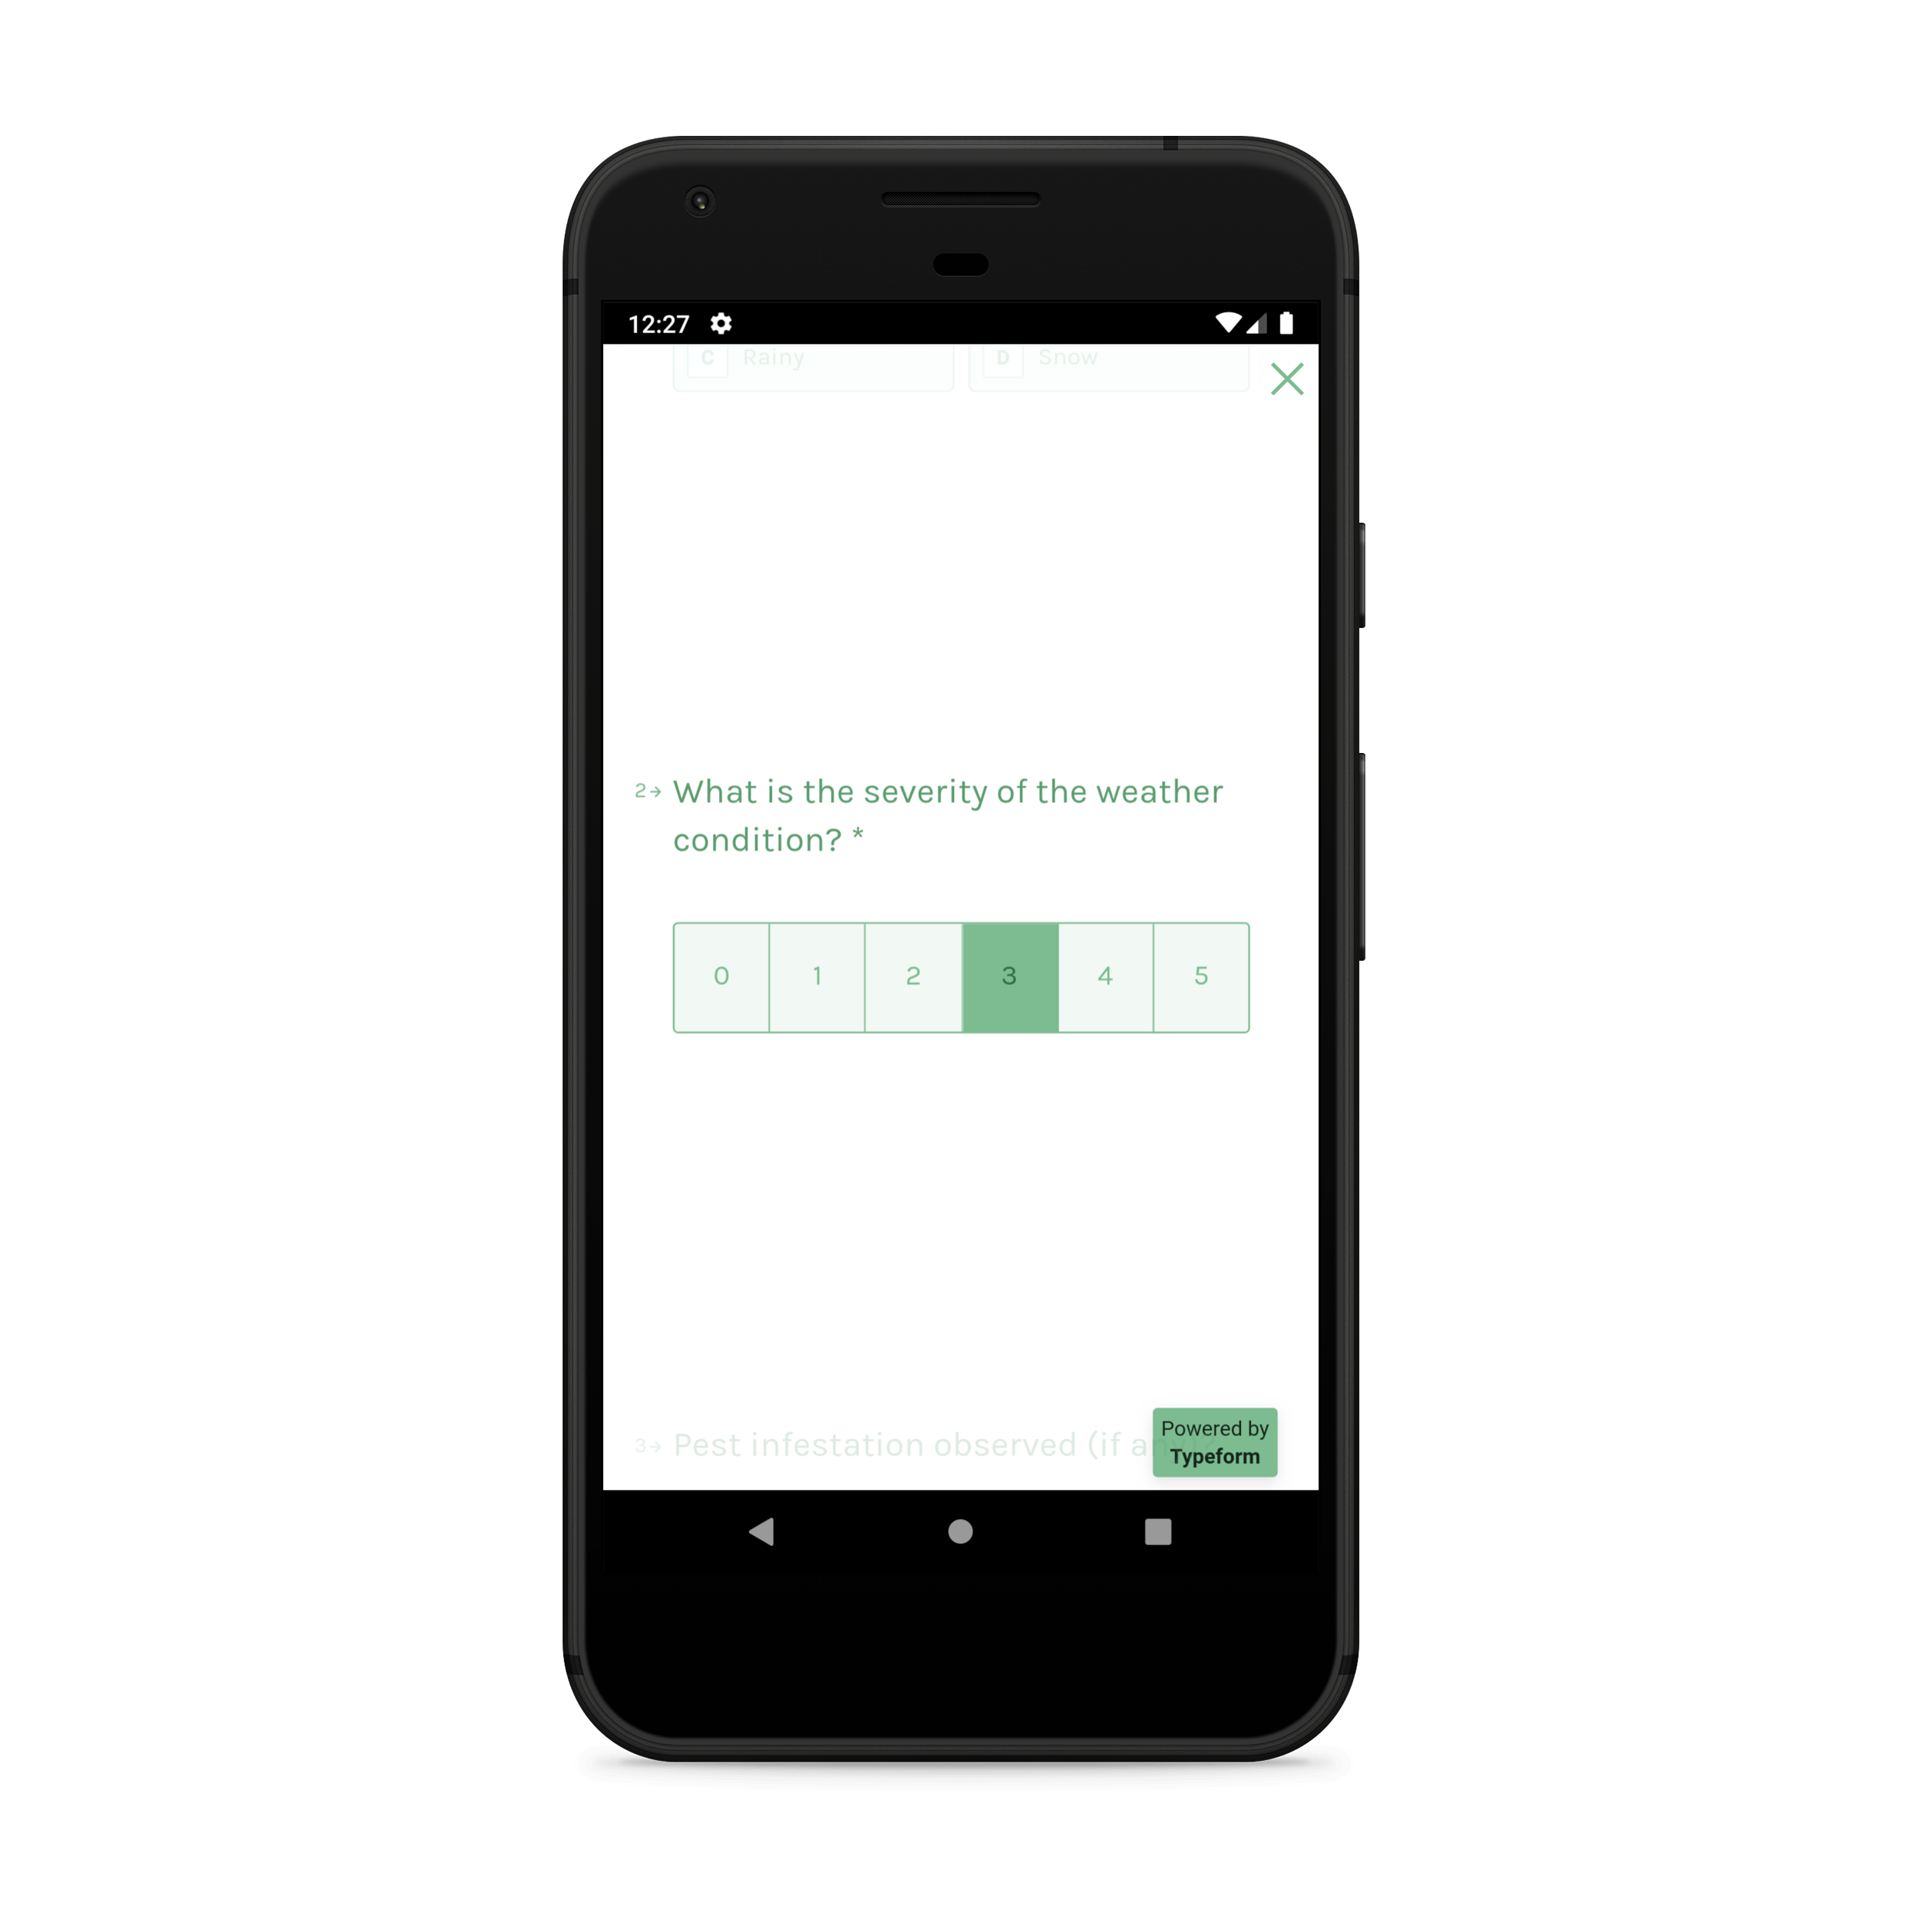 12:27
C Rainy D Snow
2 What is the severity of the weather
condition? *
0 1 2 3 4 5
Powered by
3 Pest infestation observed (if
Typeform